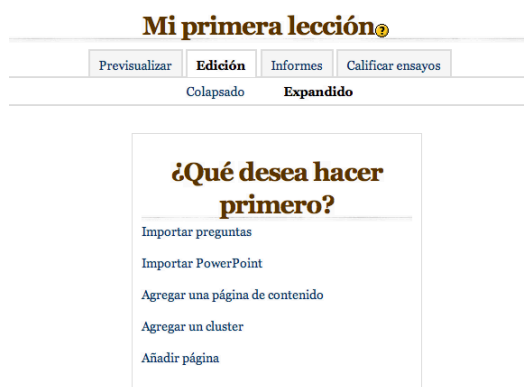 Mi primera lección
Previsualizar Edición Informes Calificar ensayos
Colapsado Expandido
¿Qué desea hacer
primero?
Importar preguntas
Importar PowerPoint
Agregar una página de contenido
Agregar un cluster
Añadir página